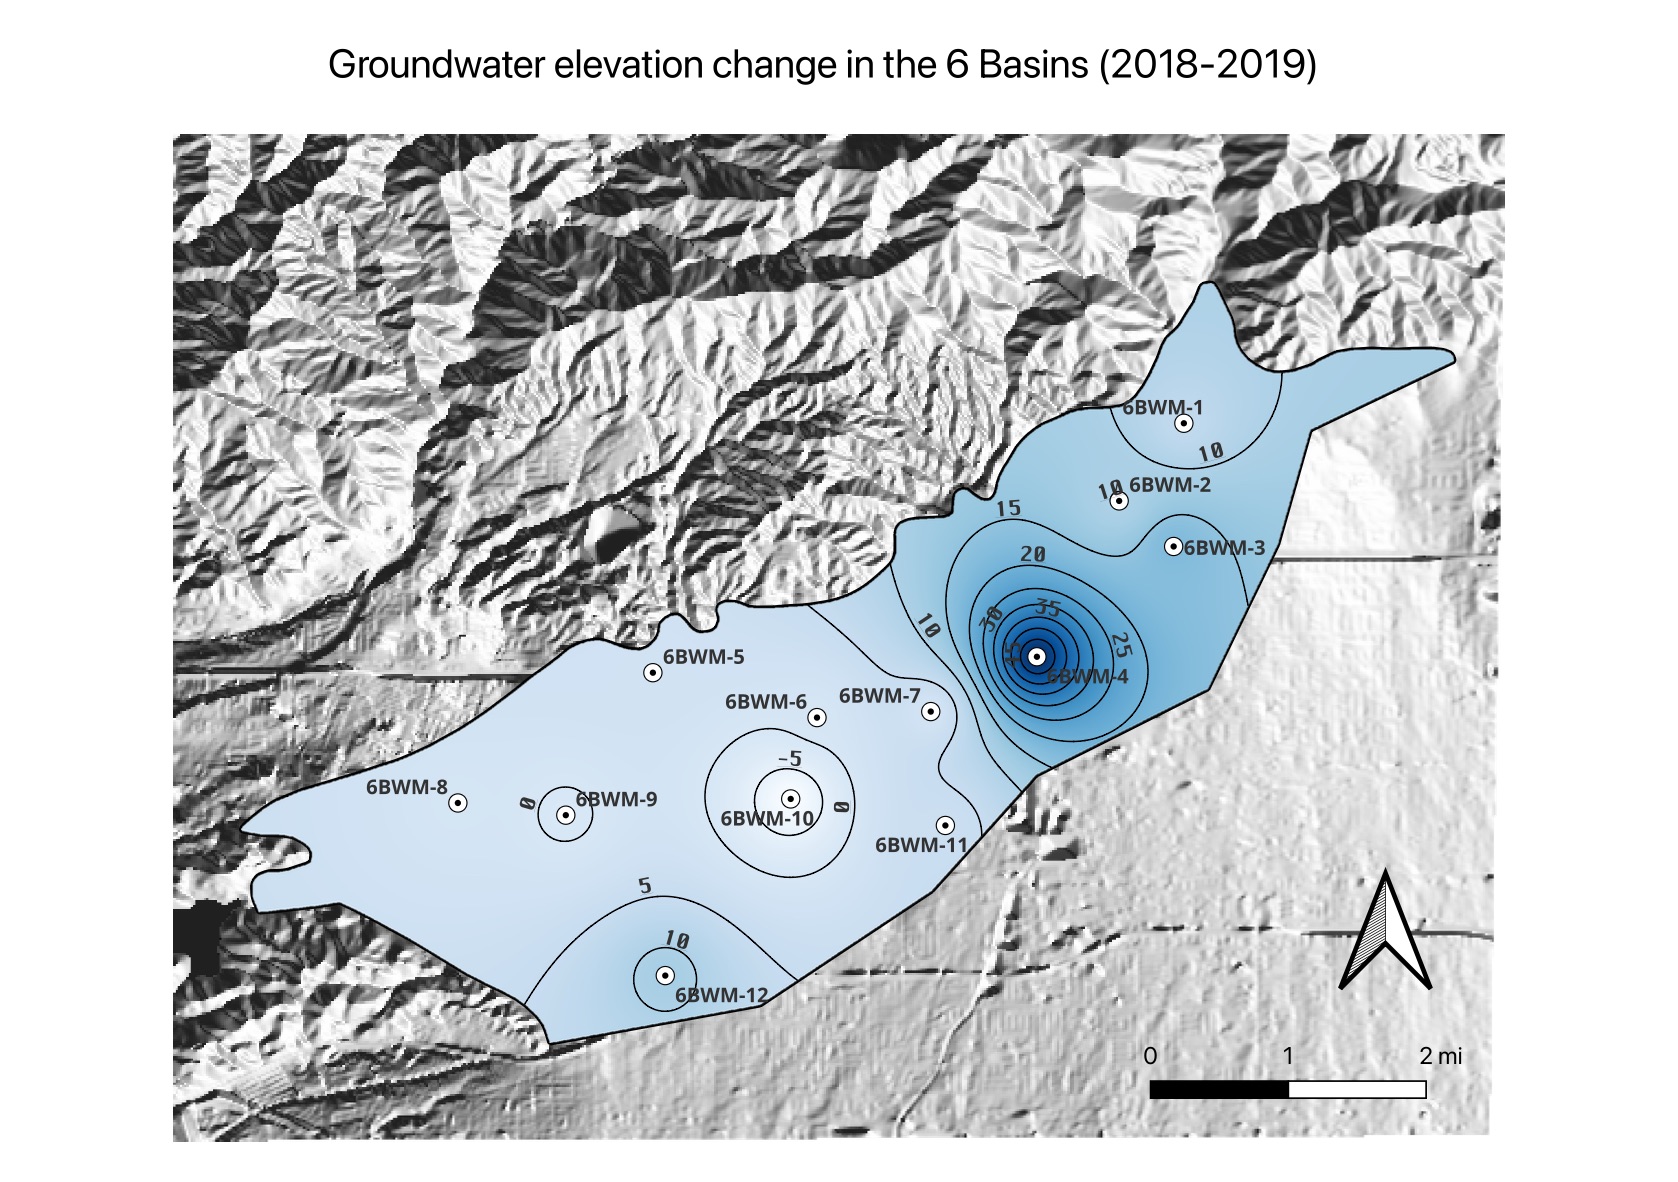 Groundwater elevation change in the 6 Basins (2018-2019)
6BWM-1
10
10 6BWM-2
15
20
6BWM-3
30
35
10
25
45
6BWM-4
6BWM-5
6BWM-6
6BWM-7
-5
6BWM-8
0
6BWM-9
0
6BWM-10
6BWM-11
5
10
6BWM-12
0 1 2 mi